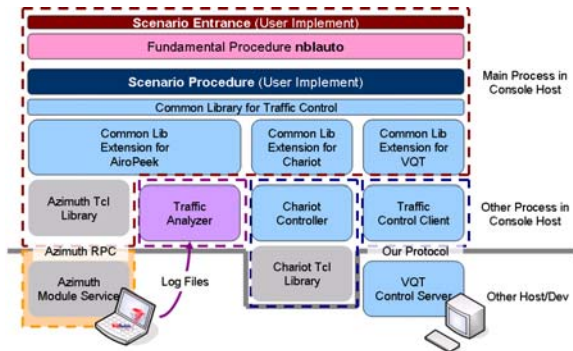 Scenario Entrance (User Implement)
Fundamental Procedure nblauto
Scenario Procedure (User Implement)
Common Library for Traffic Control
Main Process in
Console Host
Common Lib
Extension for
AiroPeek
Common Lib
Extension for
Chariot
Common Lib
Extension for
VQT
Azimuth Tcl
Library
Traffic
Analyzer
Chariot
Controller
Traffic
Control Client
Other Process in
Console Host
Azimuth RPC
Our Protocol
Azimuth
Module Service
Log Files
Chariot Tcl
Library
VQT
Control Server
Other Host/Dev